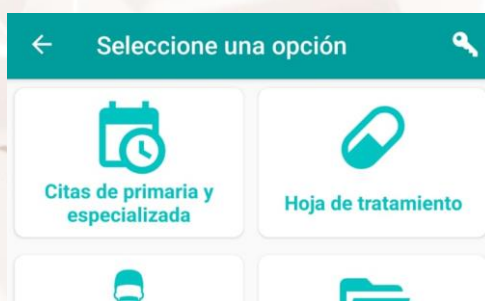 Seleccione una opción
Citas de primaria y
especializada
Hoja de tratamiento